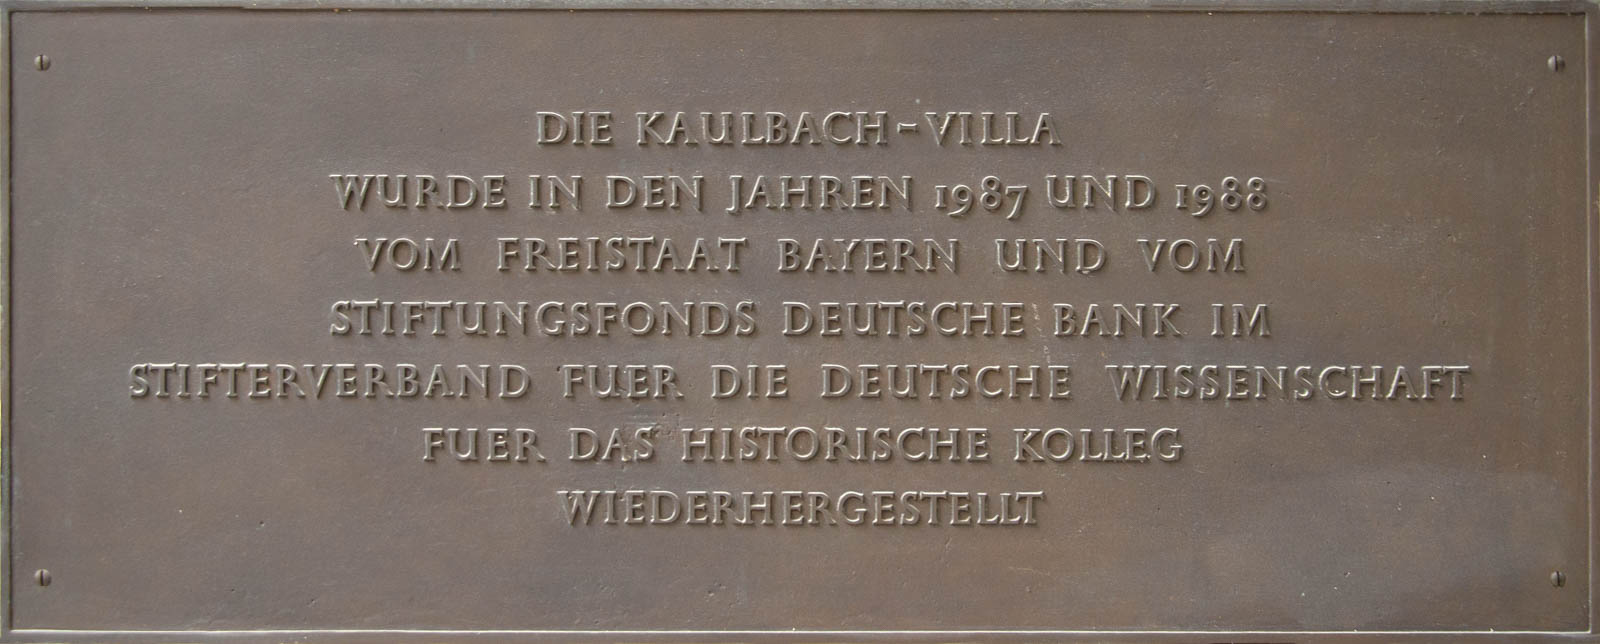 DIE KAULBACH-VILLA
WURDE IN DEN JAHREN 1987 UND 1988
VOM FREISTAAT BAYERN UND VOM
STIFTUNGSFONDS DEUTSCHE BANK IM
STIFTERVERBAND FUER DIE DEUTSCHE WISSENSCHAFT
FUER DAS HISTORISCHE KOLLEG
WIEDERHERGESTELLT